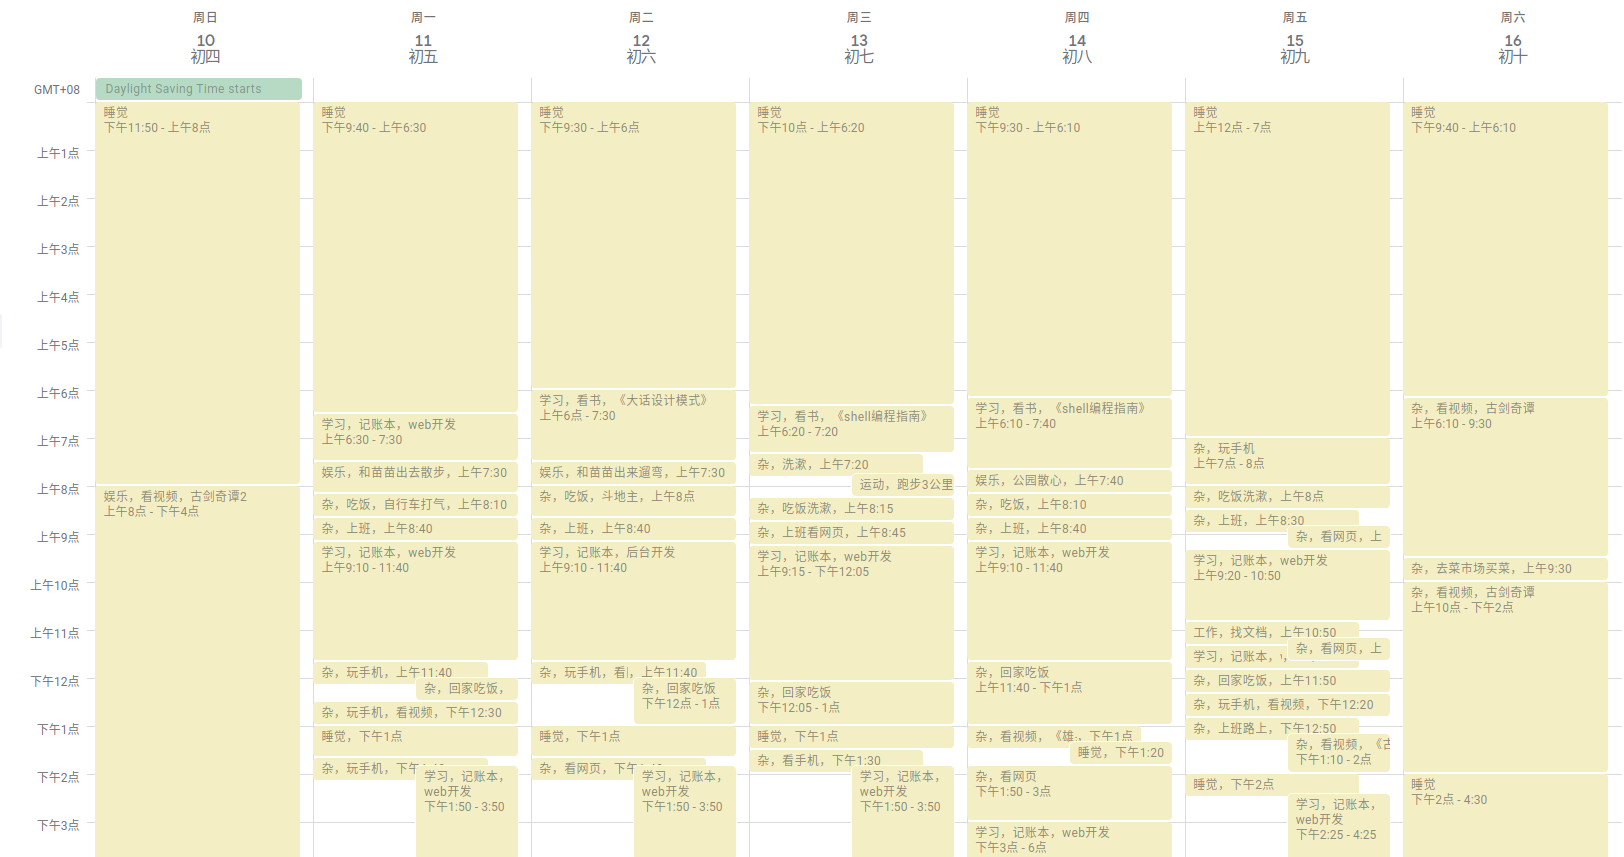 周日
周一
周二
周三
周四
周五
周六
10
11
12
13
14
15
16
初四
初五
初六
初七
初八
初九
初十
GMT+08
Daylight Saving Time starts
上午1点
上午2点
上午3点
上午4点
上午5点
上午6点
上午7点
上午8点
上午9点
上午10点
上午11点
下午12点
下午1点
下午2点
下午3点
睡觉
下午11:50 - 上午8点
娱乐，看视频，古剑奇谭2
上午8点 - 下午4点
睡觉
下午9:40 - 上午6:30
学习，记账本，web开发
上午6:30 - 7:30
娱乐，和苗苗出去散步，上午7:30
杂，吃饭，自行车打气，上午8:10
杂，上班，上午8:40
学习，记账本，web开发
上午9:10 - 11:40
杂，玩手机，上午11:40
杂，回家吃饭，
杂，玩手机，看视频，下午12:30
睡觉，下午1点
杂，玩手机，下午
学习，记账本，
web开发
下午1:50 - 3:50
睡觉
下午9:30 - 上午6点
学习，看书，《大话设计模式》
上午6点 - 7:30
娱乐，和苗苗出来遛弯，上午7:30
杂，吃饭，斗地主，上午8点
杂，上班，上午8:40
学习，记账本，后台开发
上午9:10 - 11:40
杂，玩手机，看，上午11:40
杂，回家吃饭
下午12点 - 1点
睡觉，下午1点
杂，看网页，下午
学习，记账本，
web开发
下午1:50 - 3:50
睡觉
下午10点 - 上午6:20
学习，看书，《shell编程指南》
上午6:20 - 7:20
杂，洗漱，上午7:20
运动，跑步3公里
杂，吃饭洗漱，上午8:15
杂，上班看网页，上午8:45
学习，记账本，web开发
上午9:15 - 下午12:05
杂，回家吃饭
下午12:05 - 1点
睡觉，下午1点
杂，看手机，下午1:30
学习，记账本，
web开发
下午1:50 - 3:50
睡觉
下午9:30 - 上午6:10
学习，看书，《shell编程指南》
上午6:10 - 7:40
娱乐，公园散心，上午7:40
杂，吃饭，上午8:10
杂，上班，上午8:40
学习，记账本，web开发
上午9:10 - 11:40
杂，回家吃饭
上午11:40 - 下午1点
杂，看视频，《雄，下午1点
睡觉，下午1:20
杂，看网页
下午1:50 - 3点
学习，记账本，web开发
下午3点 - 6点
睡觉
上午12点 - 7点
杂，玩手机
上午7点 - 8点
杂，吃饭洗漱，上午8点
杂，上班，上午8:30
杂，看网页，上
学习，记账本，web开发
上午9:20 - 10:50
工作，找文档，上午10:50
杂，看网页，上
学习，记账本，
杂，回家吃饭，上午11:50
杂，玩手机，看视频，下午12:20
杂，上班路上，下午12:50
杂，看视频，《古
下午1:10 - 2点
睡觉，下午2点
学习，记账本，
web开发
下午2:25 - 4:25
睡觉
下午9:40 - 上午6:10
杂，看视频，古剑奇谭
上午6:10 - 9:30
杂，去菜市场买菜，上午9:30
杂，看视频，古剑奇谭
上午10点 - 下午2点
睡觉
下午2点 - 4:30